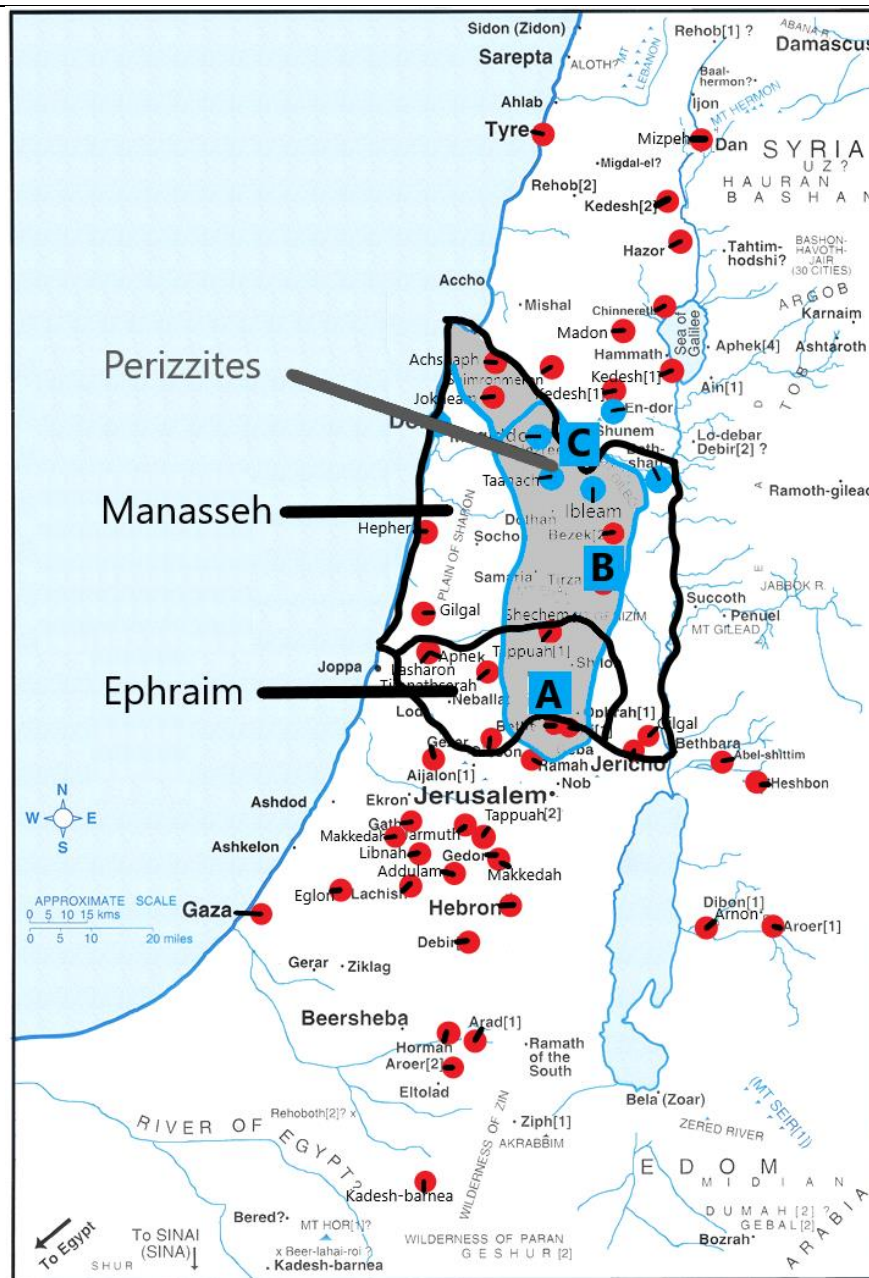 Sidon (Zidon)
Rehob[1] ?
ABANA R.
Sarepta
ALOTH?
MT LEBANON
Damascus
Baal-hermon?
Ahlab
Ijon
MT HERMON
Tyre
Mizpeh
Dan
SYRIA
UZ?
Migdal-el?
HAURAN
Rehob[2]
BASHAN
Kedesh[2]
Hazor
Tahtim-hodshi?
BASHON-HAVOTH-JAIR
(30 CITIES)
Accho
ARGOB
Mishal
Karnaim
Madon
Sea of Galilee
Hammath
Aphek[4]
Ashtaroth
Perizzites
Kedesh[1]
Kedesh[1]
Ain[1]
TOB
En-dor
C
Shunem
Lo-debar
Debir[2] ?
Taanach
Ramoth-gilead
Manasseh
Ibleam
Dothan
Hepher
PLAIN OF SHARON
Socho
Bezek[2]
B
Samaria
JABBOK R.
Succoth
Gilgal
Shechem
Penuel
MT GILEAD
Tappuah[1]
Aphek
Joppa
Lasharon
Ephraim
Neballat
A
Gilgal
Bethbara
Abel-shittim
Ramah
Jericho
Aijalon[1]
Nob
Heshbon
N
W E
S
Ashdod
Ekron
Jerusalem
Tappuah[2]
Gath
Makkedah
Ashkelon
Libnah
Gedor
Addulam
Makkedah
APPROXIMATE SCALE
0 5 10 15 kms
0 10 20 miles
Eglon
Lachish
Gaza
Hebron
Dibon[1]
Arnon
Aroer[1]
Debir
Gerar
Ziklag
Beersheba
Arad[1]
Hormah
Ramath of the South
Aroer[2]
Eltolad
Bela (Zoar)
(MT SEIR[1])
RIVER OF EGYPT?
Rehoboth[2]? x
WILDERNESS OF ZIN
Ziph[1]
AKRABBIM
ZERED RIVER
EDOM
MIDIAN
Kadesh-barnea
DUMAH [2] ?
GEBAL [2]
ARABIA
Bered?
MT HOR[1]?
To Egypt
To SINAI
(SINA)
SHUR
x Beer-lahai-roi ?
Kadesh-barnea
WILDERNESS OF PARAN
GESHUR [2]
Bozrah